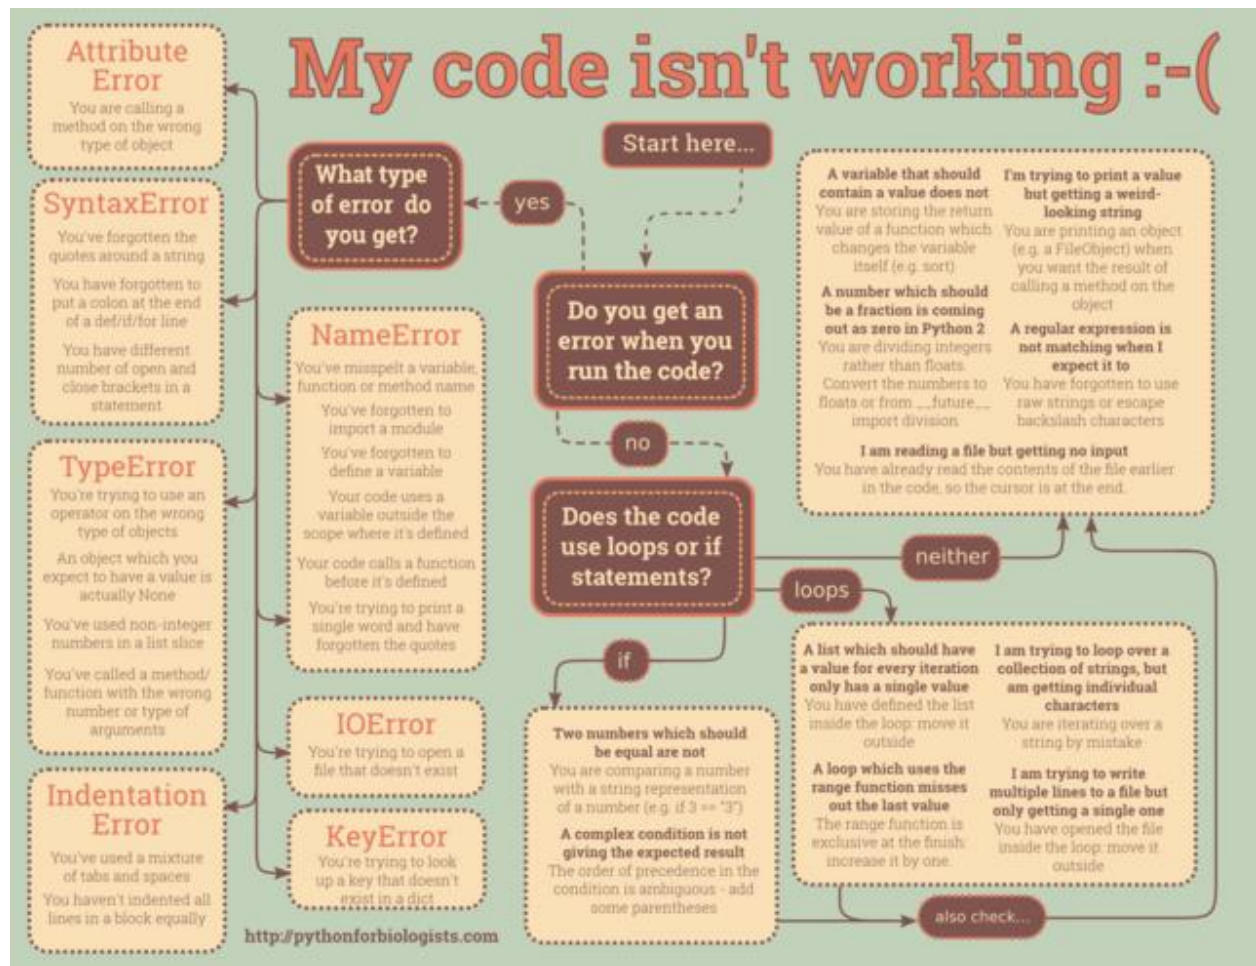 My code isn't working :-(
Start here...
Do you get an
error when you
run the code?
yes
What type
of error do
you get?
Attribute
Error
You are calling a
method on the wrong
type of object
SyntaxError
You've forgotten the
quotes around a string
You have forgotten to
put a colon at the end
of a def/if/for line
You have different
number of open and
close brackets in a
statement
TypeError
You're trying to use an
operator on the wrong
type of objects
An object which you
expect to have a value is
actually None
You've used non-integer
numbers in a list slice
You've called a method/
function with the wrong
number or type of
arguments
Indentation
Error
You've used a mixture
of tabs and spaces
You haven't indented all
lines in a block equally
NameError
You've misspelt a variable,
function or method name
You've forgotten to
import a module
You've forgotten to
define a variable
Your code uses a
variable outside the
scope where it's defined
Your code calls a function
before it's defined
You're trying to print a
single word and have
forgotten the quotes
IOError
You're trying to open a
file that doesn't exist
KeyError
You're trying to look
up a key that doesn't
exist in a dict
no
Does the code
use loops or if
statements?
if
Two numbers which should
be equal are not
You are comparing a number
with a string representation
of a number (e.g. if 3 == "3")
A complex condition is not
giving the expected result
The order of precedence in the
condition is ambiguous - add
some parentheses
loops
A list which should have
a value for every iteration
only has a single value
You have defined the list
inside the loop: move it
outside
A loop which uses the
range function misses
out the last value
The range function is
exclusive at the finish:
increase it by one.
I am trying to loop over a
collection of strings, but
am getting individual
characters
You are iterating over a
string by mistake
I am trying to write
multiple lines to a file but
only getting a single one
You have opened the file
inside the loop: move it
outside
neither
A variable that should
contain a value does not
You are storing the return
value of a function which
changes the variable
itself (e.g. sort)
A number which should
be a fraction is coming
out as zero in Python 2
You are dividing integers
rather than floats.
Convert the numbers to
floats or from __future__
import division
I'm trying to print a value
but getting a weird-
looking string
You are printing an object
(e.g. a FileObject) when
you want the result of
calling a method on the
object
A regular expression is
not matching when I
expect it to
You have forgotten to use
raw strings or escape
backslash characters
I am reading a file but getting no input
You have already read the contents of the file earlier
in the code, so the cursor is at the end.
also check...
http://pythonforbiologists.com